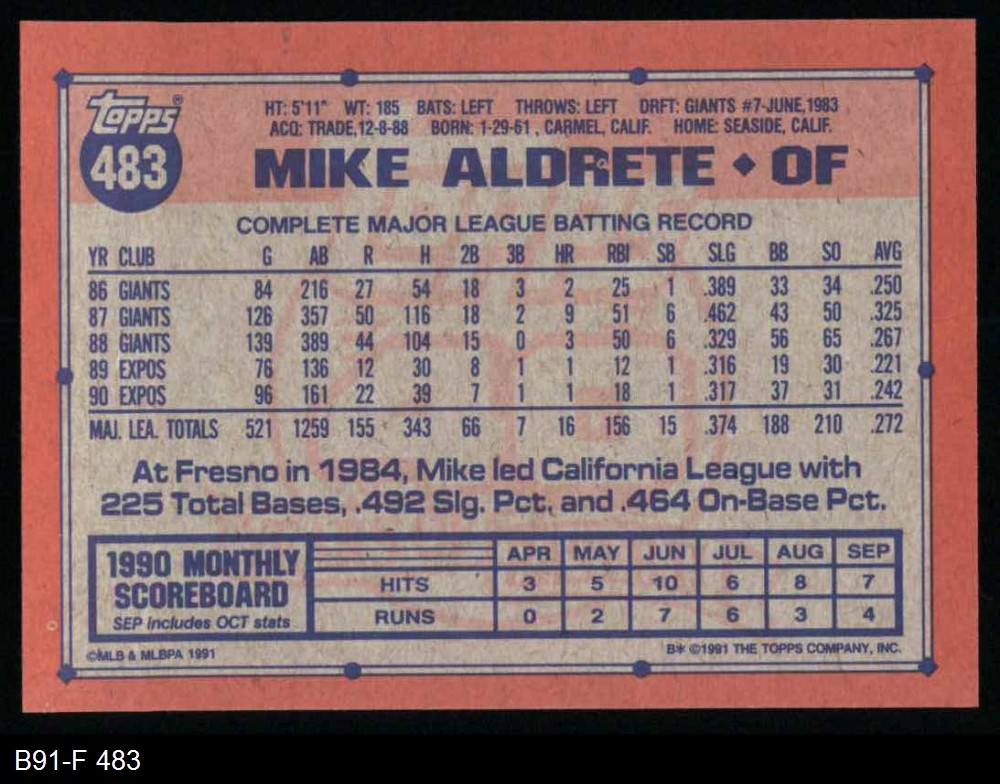 Topps®
483
HT: 5'11" WT: 185 BATS: LEFT THROWS: LEFT DRFT: GIANTS #7-JUNE,1983
ACQ: TRADE,12-8-88 BORN: 1-29-61 , CARMEL, CALIF. HOME: SEASIDE, CALIF.
MIKE ALDRETE ◆ OF
COMPLETE MAJOR LEAGUE BATTING RECORD
YR CLUB G AB R H 2B 3B HR RBI SB SLG BB SO AVG
86 GIANTS 84 216 27 54 18 3 2 25 1 .389 33 34 .250
87 GIANTS 126 357 50 116 18 2 9 51 6 .462 43 50 .325
88 GIANTS 139 389 44 104 15 0 3 50 6 .329 56 65 .267
89 EXPOS 76 136 12 30 8 1 1 12 1 .316 19 30 .221
90 EXPOS 96 161 22 39 7 1 1 18 1 .317 37 31 .242
MAJ. LEA. TOTALS 521 1259 155 343 66 7 16 156 15 .374 188 210 .272
At Fresno in 1984, Mike led California League with
225 Total Bases, .492 Slg. Pct. and .464 On-Base Pct.
1990 MONTHLY
SCOREBOARD
SEP includes OCT stats
APR MAY JUN JUL AUG SEP
HITS 3 5 10 6 8 7
RUNS 0 2 7 6 3 4
©MLB & MLBPA 1991
B* ©1991 THE TOPPS COMPANY, INC.
B91-F 483